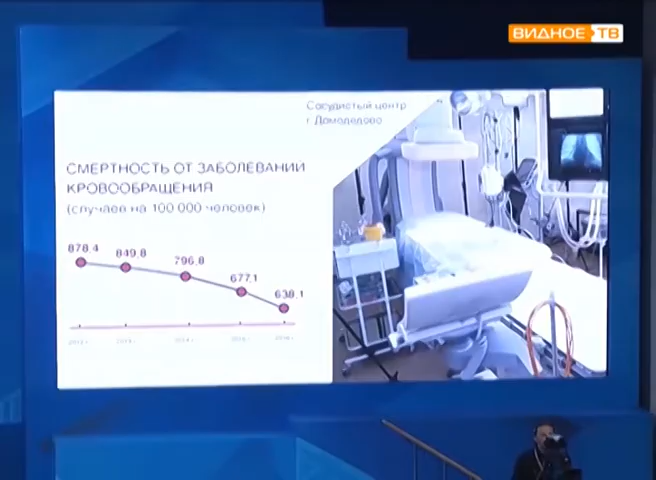 ВИДНОЕ ТВ
Сосудистый центр
г.Домодедово
СМЕРТНОСТЬ ОТ ЗАБОЛЕВАНИИ
КРОВООБРАЩЕНИЯ
(случаев на 100 000 человек)
878,4
849,8
796,8
677,1
638,1